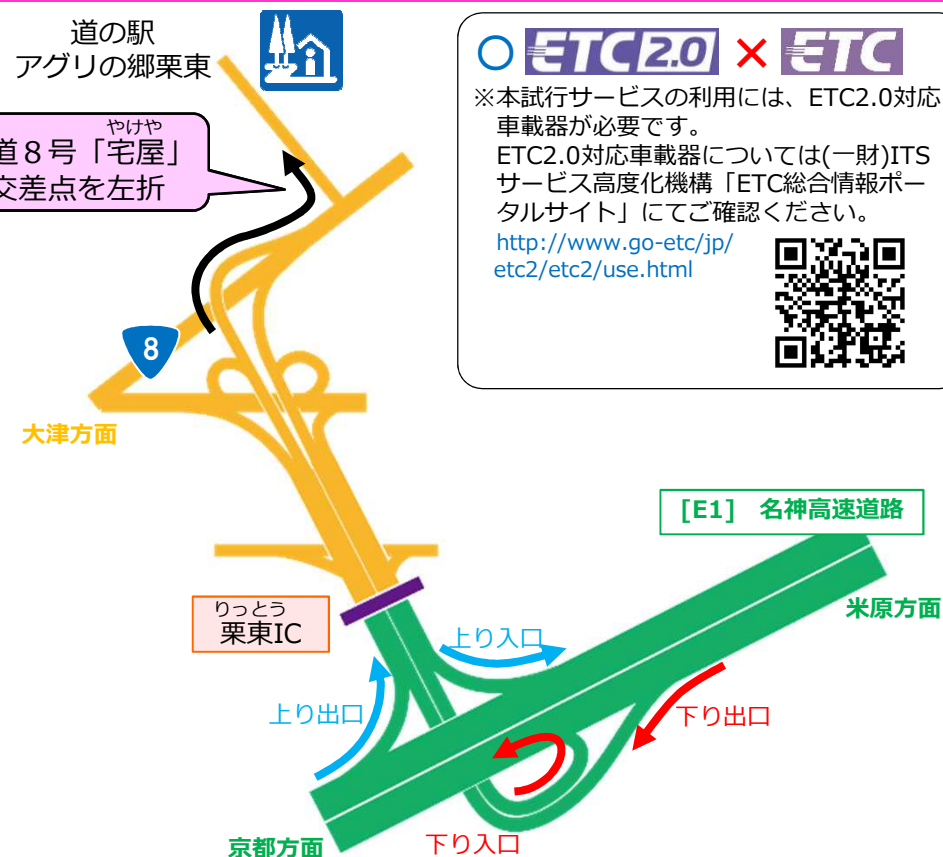 道の駅
アグリの郷栗東
やけや
道8号「宅屋」
交差点を左折
○ ETC2.0 × ETC
※本試行サービスの利用には、ETC2.0対応
車載器が必要です。
ETC2.0対応車載器については(一財)ITS
サービス高度化機構「ETC総合情報ポー
タルサイト」にてご確認ください。
http://www.go-etc/jp/
etc2/etc2/use.html
8
大津方面
[E1] 名神高速道路
米原方面
りっとう
栗東IC
上り入口
上り出口
下り出口
下り入口
京都方面